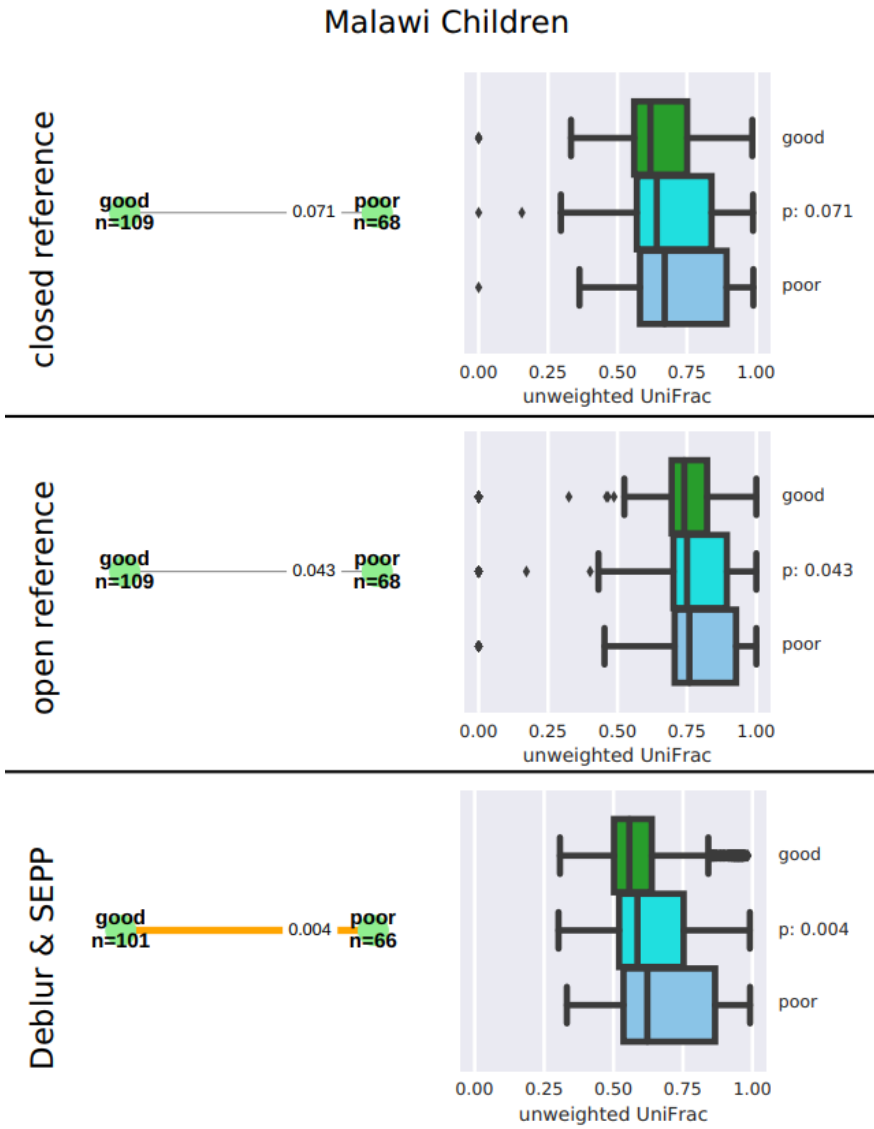 Malawi Children
closed reference
good
n=109
0.071
poor
n=68
good
p: 0.071
poor
0.00 0.25 0.50 0.75 1.00
unweighted UniFrac
open reference
good
n=109
0.043
poor
n=68
good
p: 0.043
poor
0.00 0.25 0.50 0.75 1.00
unweighted UniFrac
Deblur & SEPP
good
n=101
0.004
poor
n=66
good
p: 0.004
poor
0.00 0.25 0.50 0.75 1.00
unweighted UniFrac